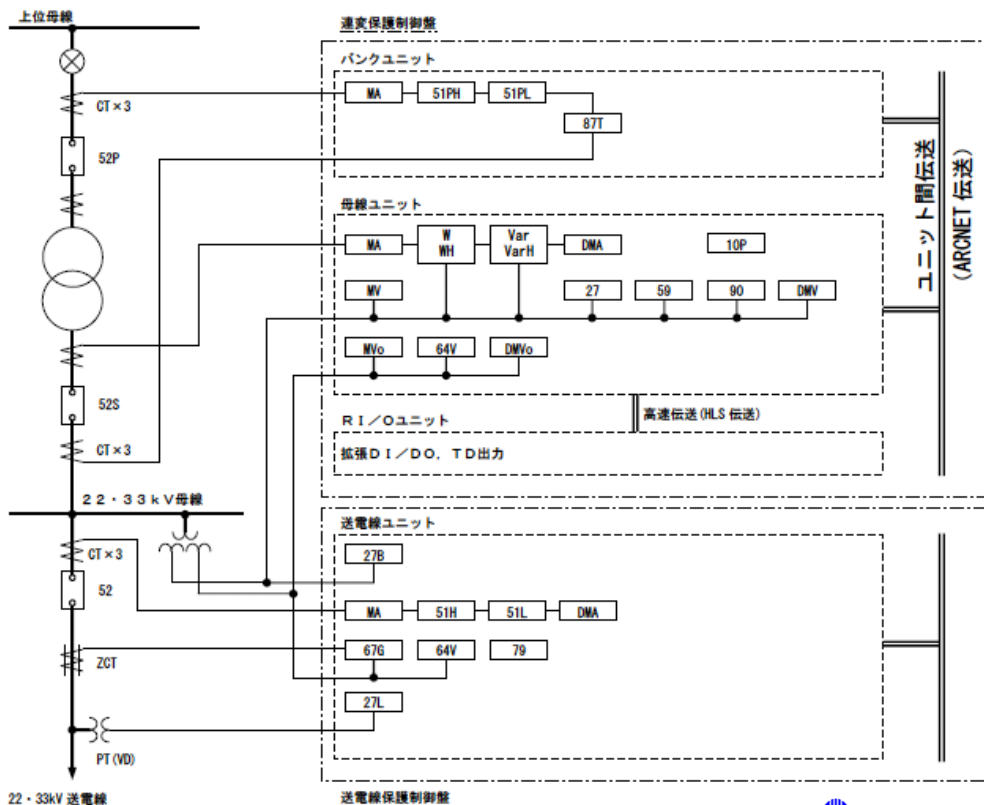 上位母線
連変保護制御盤
バンクユニット
CT×3
MA
51PH
51PL
87T
52P
母線ユニット
MA
W
WH
Var
VarH
DMA
10P
MV
27
59
90
DMV
MVo
64V
DMVo
ユニット間伝送
(ARCNET 伝送)
52S
CT×3
RI/Oユニット
高速伝送(HLS 伝送)
拡張DI/DO, TD出力
22・33kV母線
送電線ユニット
27B
CT×3
52
MA
51H
51L
DMA
ZCT
67G
64V
79
27L
PT(VD)
22・33kV 送電線
送電線保護制御盤